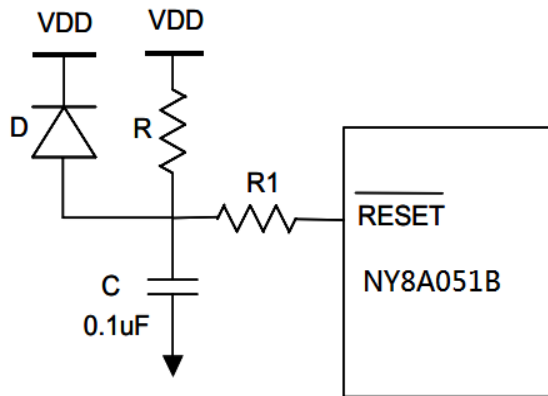 VDD VDD
D R
R1
RESET
NY8A051B
C
0.1uF